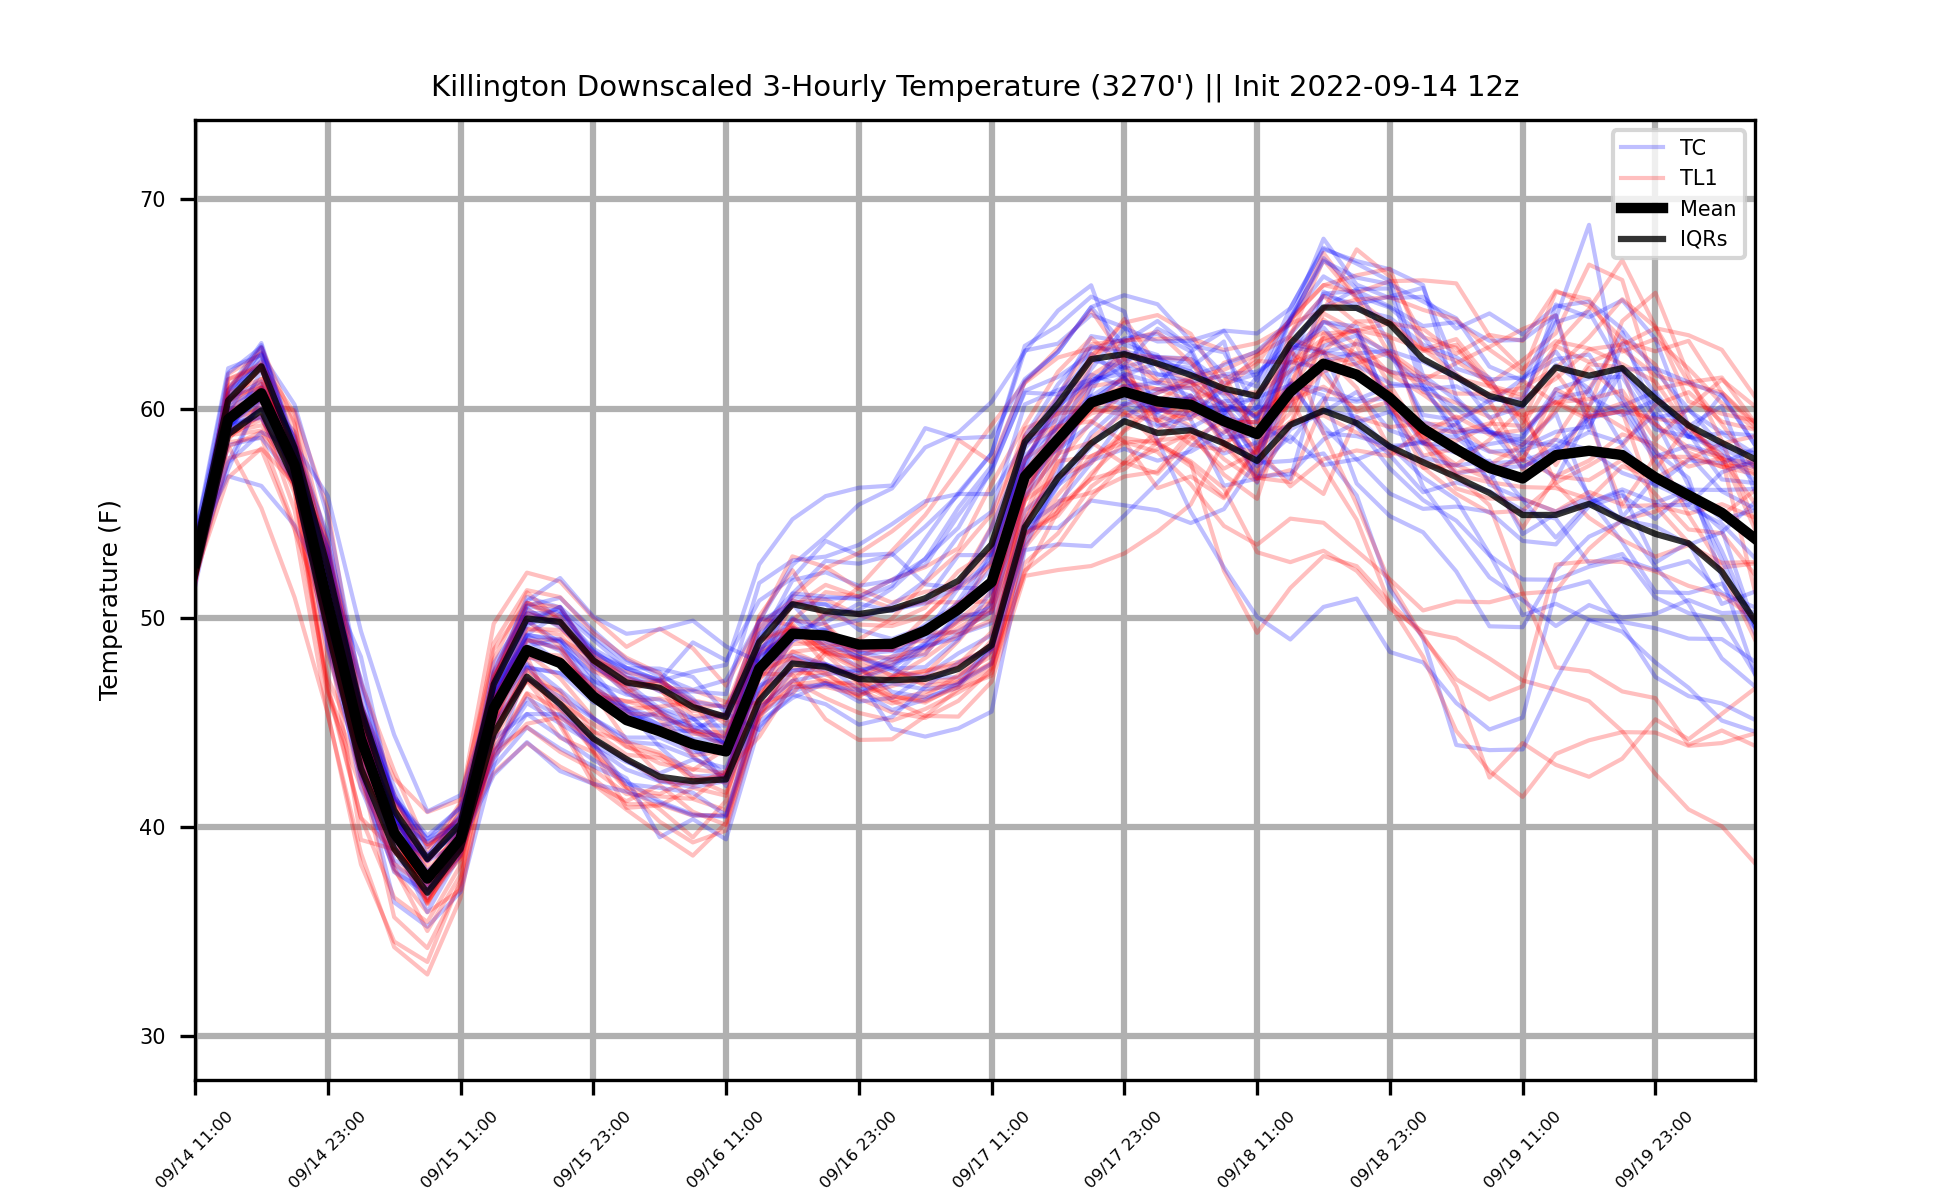 Killington Downscaled 3-Hourly Temperature (3270') || Init 2022-09-14 12z
TC
TL1
Mean
IQRs
Temperature (F)
70
60
50
40
30
09/14 11:00
09/14 23:00
09/15 11:00
09/15 23:00
09/16 11:00
09/16 23:00
09/17 11:00
09/17 23:00
09/18 11:00
09/18 23:00
09/19 11:00
09/19 23:00